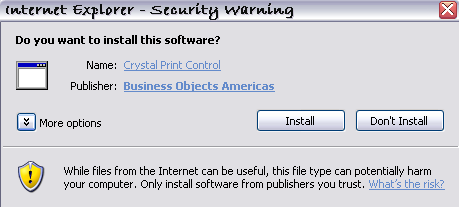 Internet Explorer - Security Warning
Do you want to install this software?
Name: Crystal Print Control
Publisher: Business Objects Americas
More options
Install
Don't Install
While files from the Internet can be useful, this file type can potentially harm
your computer. Only install software from publishers you trust. What's the risk?